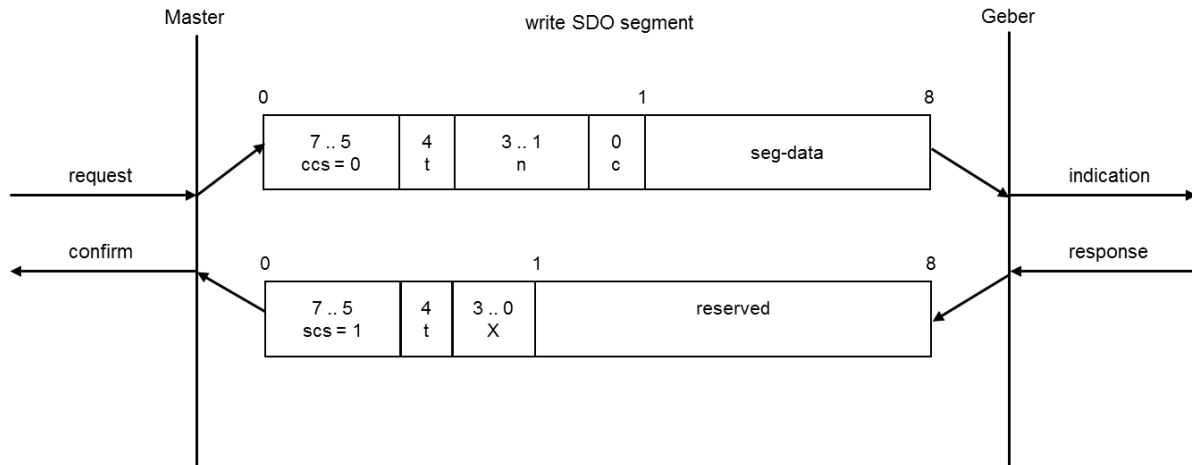 Master
write SDO segment
Geber
0
1
8
7 .. 5
ccs = 0
4
t
3 .. 1
n
0
c
seg-data
request
indication
confirm
response
0
1
8
7 .. 5
scs = 1
4
t
3 .. 0
X
reserved